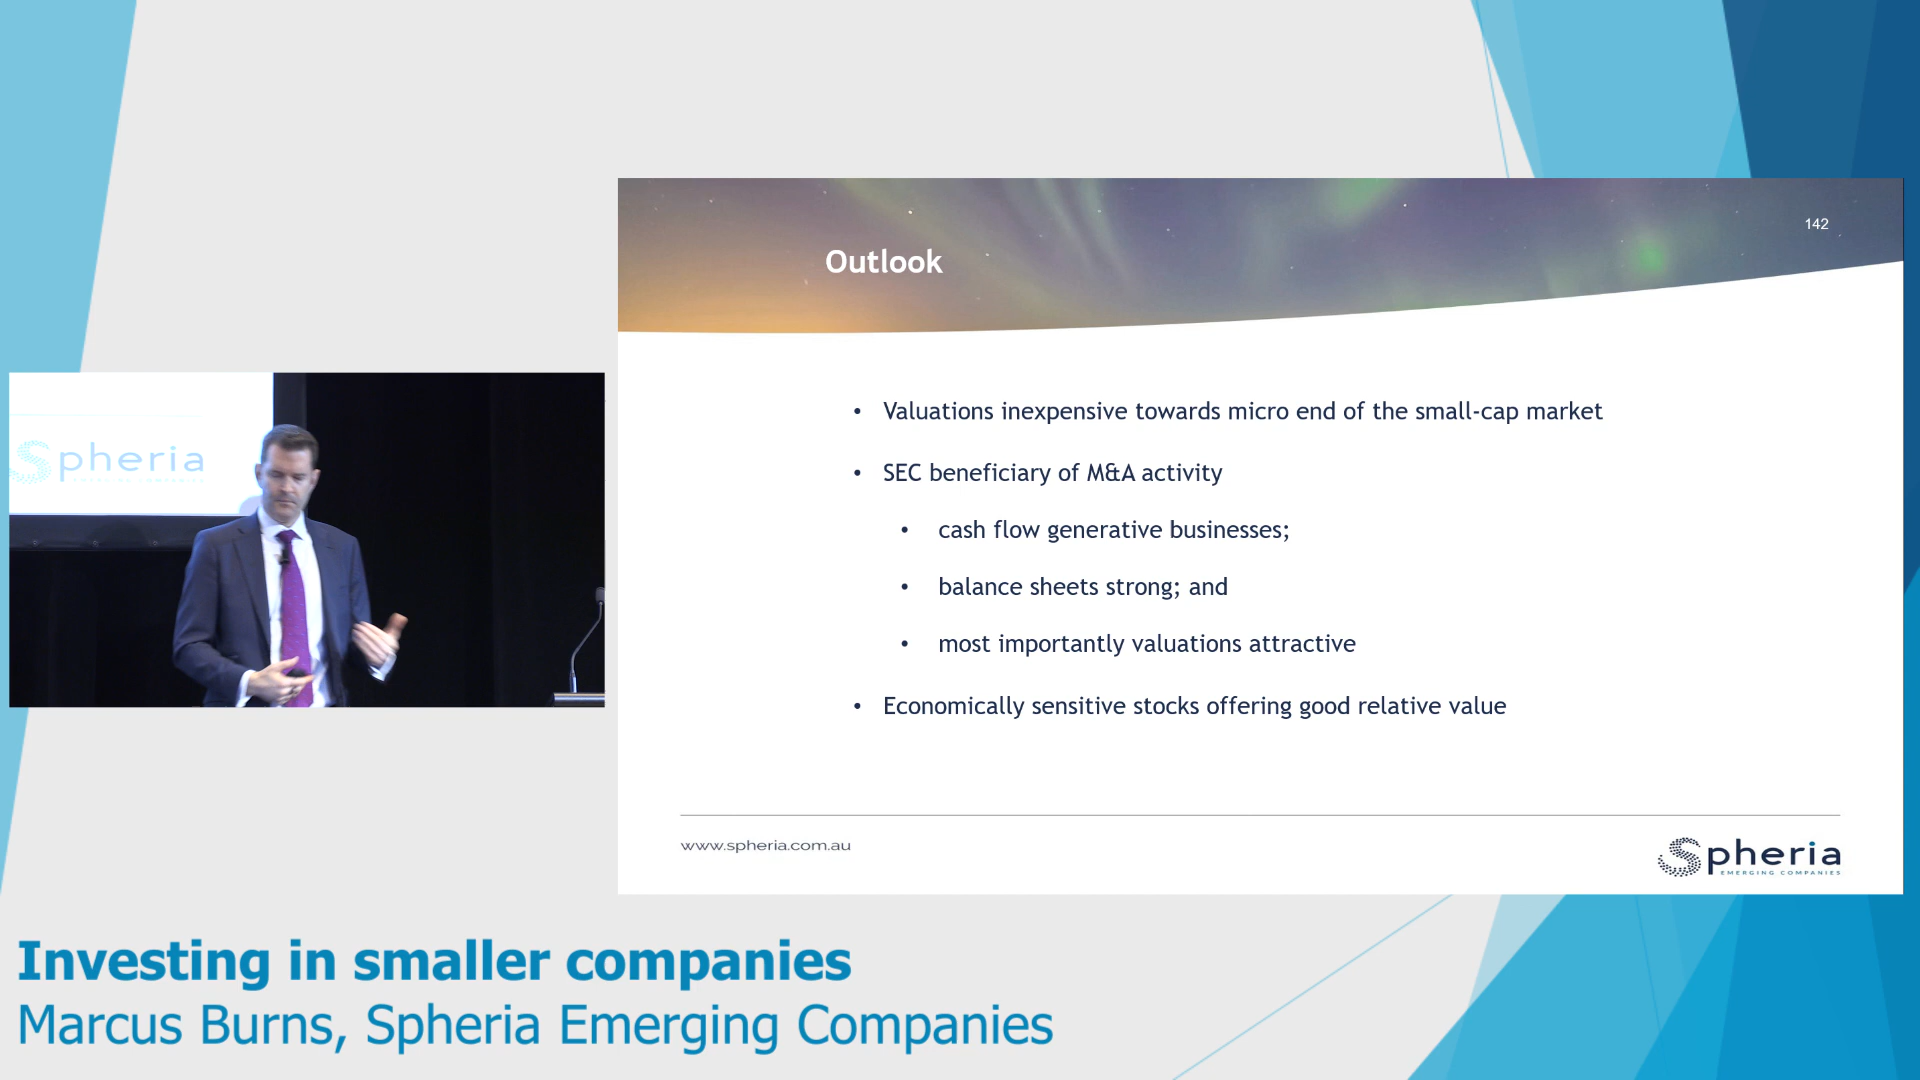 142
Outlook
• Valuations inexpensive towards micro end of the small-cap market
• SEC beneficiary of M&A activity
• cash flow generative businesses;
• balance sheets strong; and
• most importantly valuations attractive
• Economically sensitive stocks offering good relative value
www.spheria.com.au
Spheria
EMERGING COMPANIES
Spheria
Investing in smaller companies
Marcus Burns, Spheria Emerging Companies